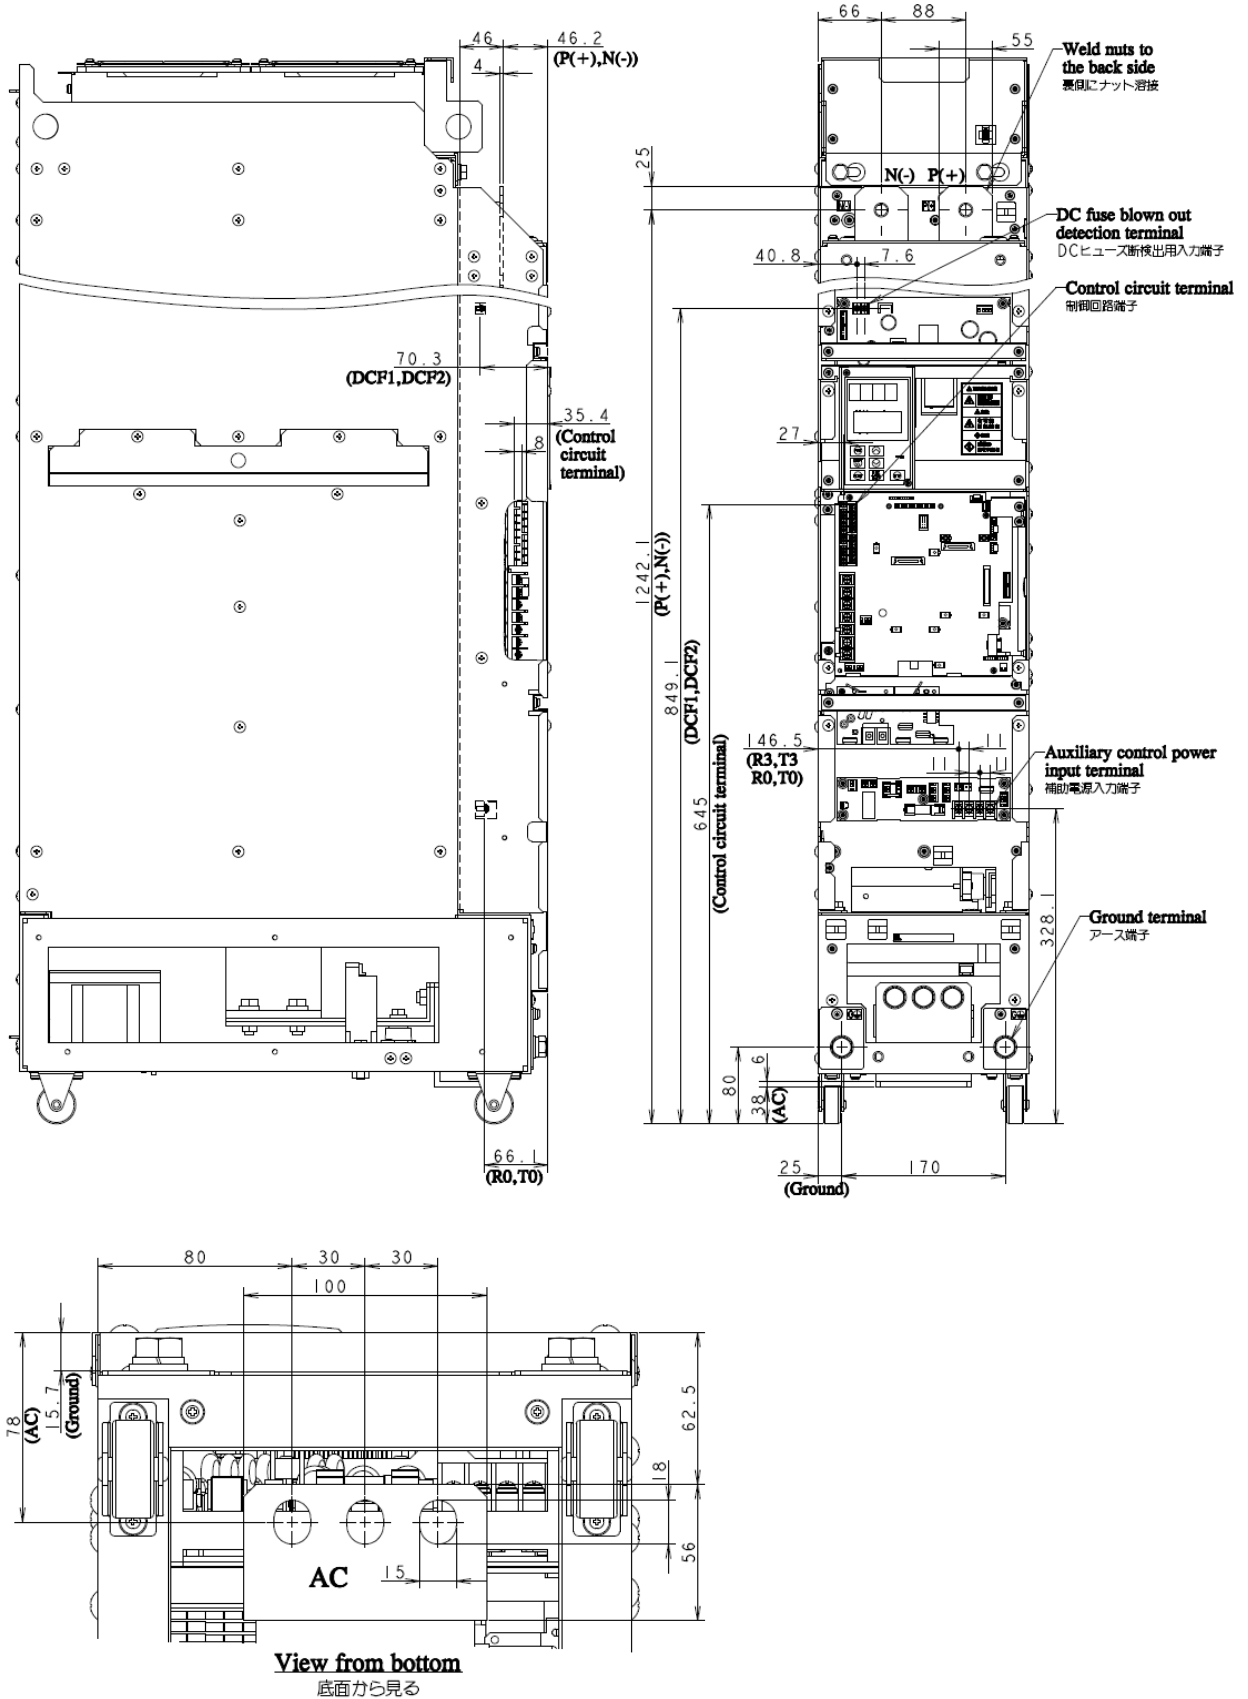 46
46.2
(P(+),N(-))
4
66
88
55
Weld nuts to
the back side
裏側にナット溶接
25
N(-) P(+)
DC fuse blown out
detection terminal
DCヒューズ断検出用入力端子
40.8
7.6
Control circuit terminal
制御回路端子
70.3
(DCF1,DCF2)
35.4
(Control
circuit
terminal)
8
27
1242.1
(P(+),N(-))
849.1
(DCF1,DCF2)
645
(Control circuit terminal)
146.5
(R3,T3
R0,T0)
11
11
11
Auxiliary control power
input terminal
補助電源入力端子
328.1
Ground terminal
アース端子
80
6
38
(AC)
66.1
(R0,T0)
25
(Ground)
170
80
30
30
100
78
(AC)
15.7
(Ground)
62.5
18
56
15
AC
View from bottom
底面から見る